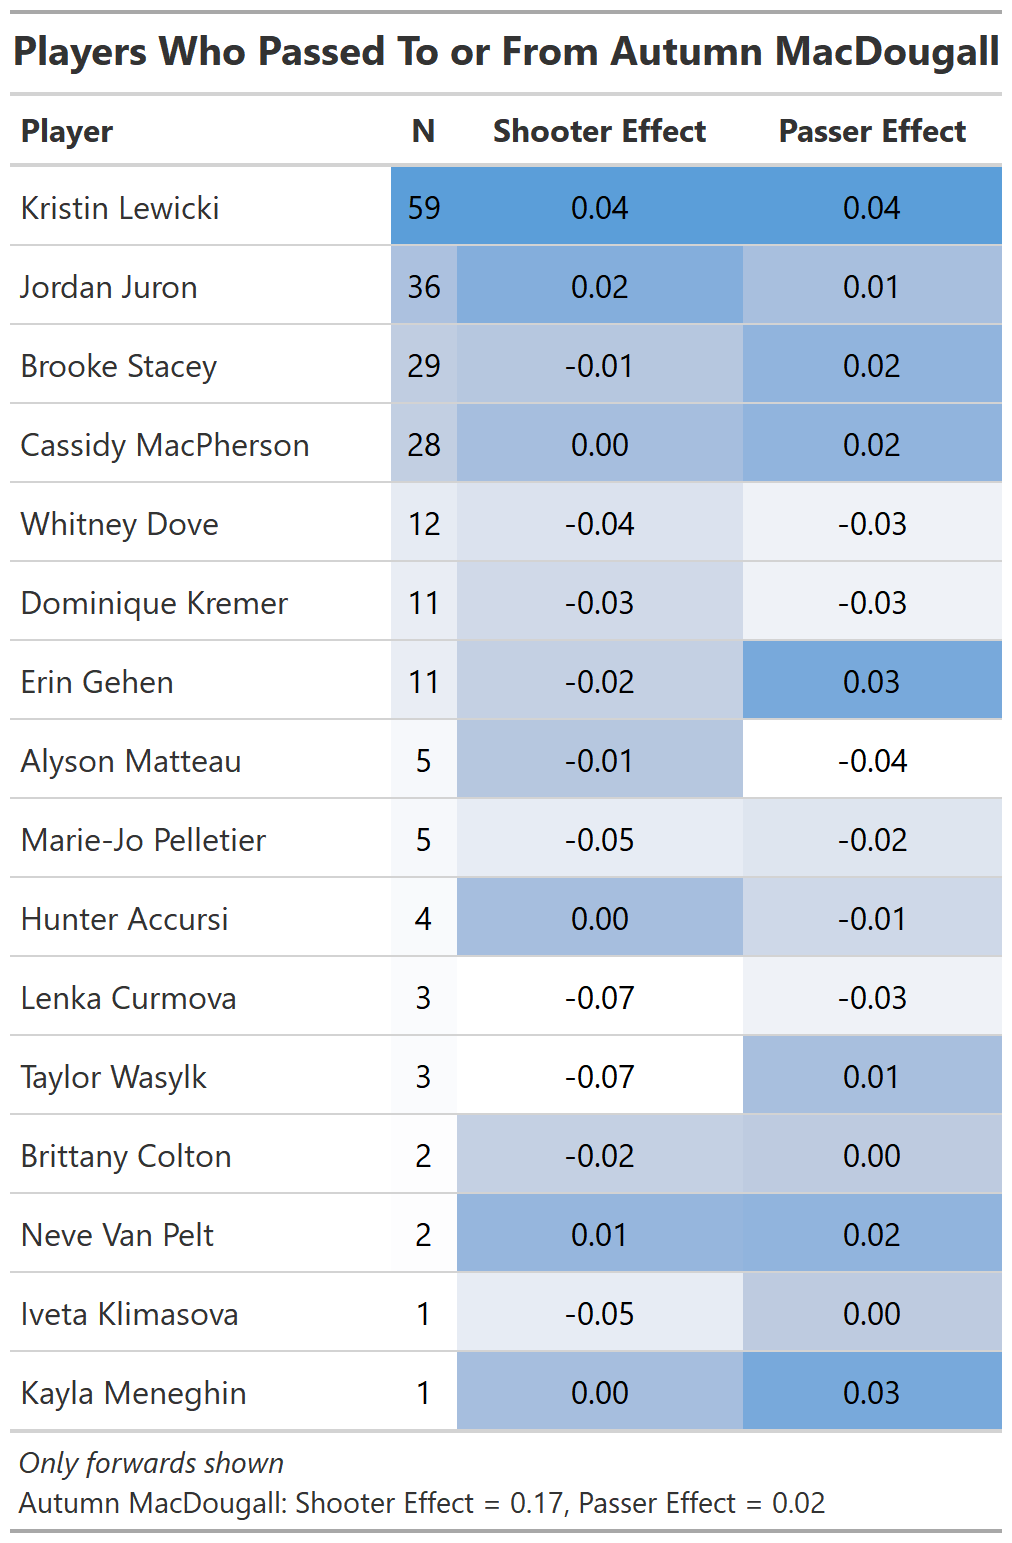 Players Who Passed To or From Autumn MacDougall
Player N Shooter Effect Passer Effect
Kristin Lewicki 59 0.04 0.04
Jordan Juron 36 0.02 0.01
Brooke Stacey 29 -0.01 0.02
Cassidy MacPherson 28 0.00 0.02
Whitney Dove 12 -0.04 -0.03
Dominique Kremer 11 -0.03 -0.03
Erin Gehen 11 -0.02 0.03
Alyson Matteau 5 -0.01 -0.04
Marie-Jo Pelletier 5 -0.05 -0.02
Hunter Accursi 4 0.00 -0.01
Lenka Curmova 3 -0.07 -0.03
Taylor Wasylk 3 -0.07 0.01
Brittany Colton 2 -0.02 0.00
Neve Van Pelt 2 0.01 0.02
Iveta Klimasova 1 -0.05 0.00
Kayla Meneghin 1 0.00 0.03
Only forwards shown
Autumn MacDougall: Shooter Effect = 0.17, Passer Effect = 0.02